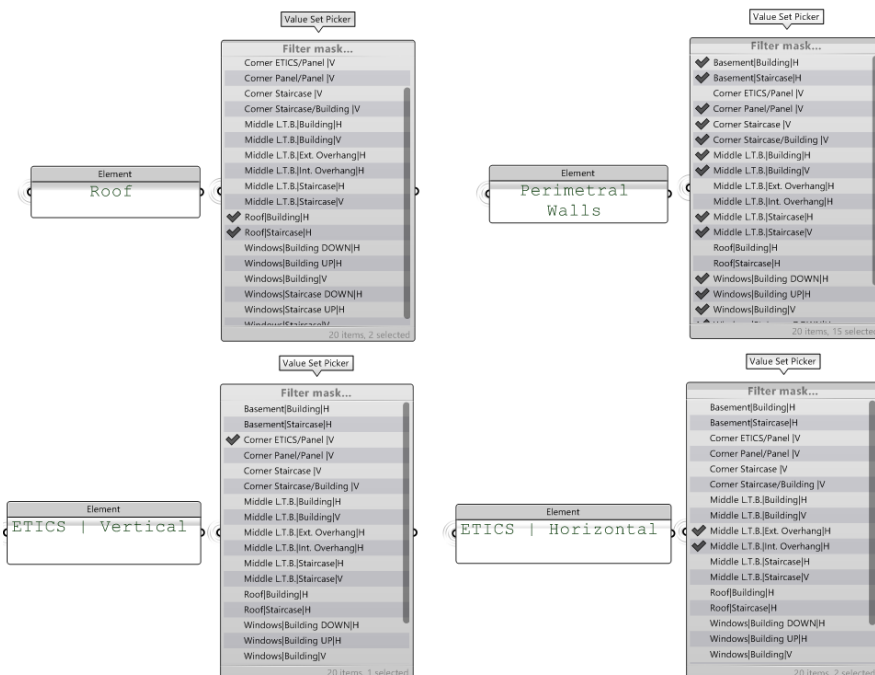 Value Set Picker
Filter mask...
Corner ETICS/Panel |V
Corner Panel/Panel |V
Corner Staircase |V
Corner Staircase/Building |V
Middle L.T.B.|Building|H
Middle L.T.B.|Building|V
Middle L.T.B.|Ext. Overhang|H
Middle L.T.B.|Int. Overhang|H
Middle L.T.B.|Staircase|H
Middle L.T.B.|Staircase|V
Roof|Building|H
Roof|Staircase|H
Windows|Building DOWN|H
Windows|Building UP|H
Windows|Building|V
Windows|Staircase DOWN|H
Windows|Staircase UP|H
Windows|Staircase|V
20 items, 2 selected
Element
Roof
Value Set Picker
Filter mask...
Basement|Building|H
Basement|Staircase|H
Corner ETICS/Panel |V
Corner Panel/Panel |V
Corner Staircase |V
Corner Staircase/Building |V
Middle L.T.B.|Building|H
Middle L.T.B.|Building|V
Middle L.T.B.|Ext. Overhang|H
Middle L.T.B.|Int. Overhang|H
Middle L.T.B.|Staircase|H
Middle L.T.B.|Staircase|V
Roof|Building|H
Roof|Staircase|H
Windows|Building DOWN|H
Windows|Building UP|H
Windows|Building|V
20 items, 15 selected
Element
Perimetral
Walls
Value Set Picker
Filter mask...
Basement|Building|H
Basement|Staircase|H
Corner ETICS/Panel |V
Corner Panel/Panel |V
Corner Staircase |V
Corner Staircase/Building |V
Middle L.T.B.|Building|H
Middle L.T.B.|Building|V
Middle L.T.B.|Ext. Overhang|H
Middle L.T.B.|Int. Overhang|H
Middle L.T.B.|Staircase|H
Middle L.T.B.|Staircase|V
Roof|Building|H
Roof|Staircase|H
Windows|Building DOWN|H
Windows|Building UP|H
Windows|Building|V
20 items, 1 selected
Element
ETICS | Vertical
Value Set Picker
Filter mask...
Basement|Building|H
Basement|Staircase|H
Corner ETICS/Panel |V
Corner Panel/Panel |V
Corner Staircase |V
Corner Staircase/Building |V
Middle L.T.B.|Building|H
Middle L.T.B.|Building|V
Middle L.T.B.|Ext. Overhang|H
Middle L.T.B.|Int. Overhang|H
Middle L.T.B.|Staircase|H
Middle L.T.B.|Staircase|V
Roof|Building|H
Roof|Staircase|H
Windows|Building DOWN|H
Windows|Building UP|H
Windows|Building|V
20 items, 2 selected
Element
ETICS | Horizontal